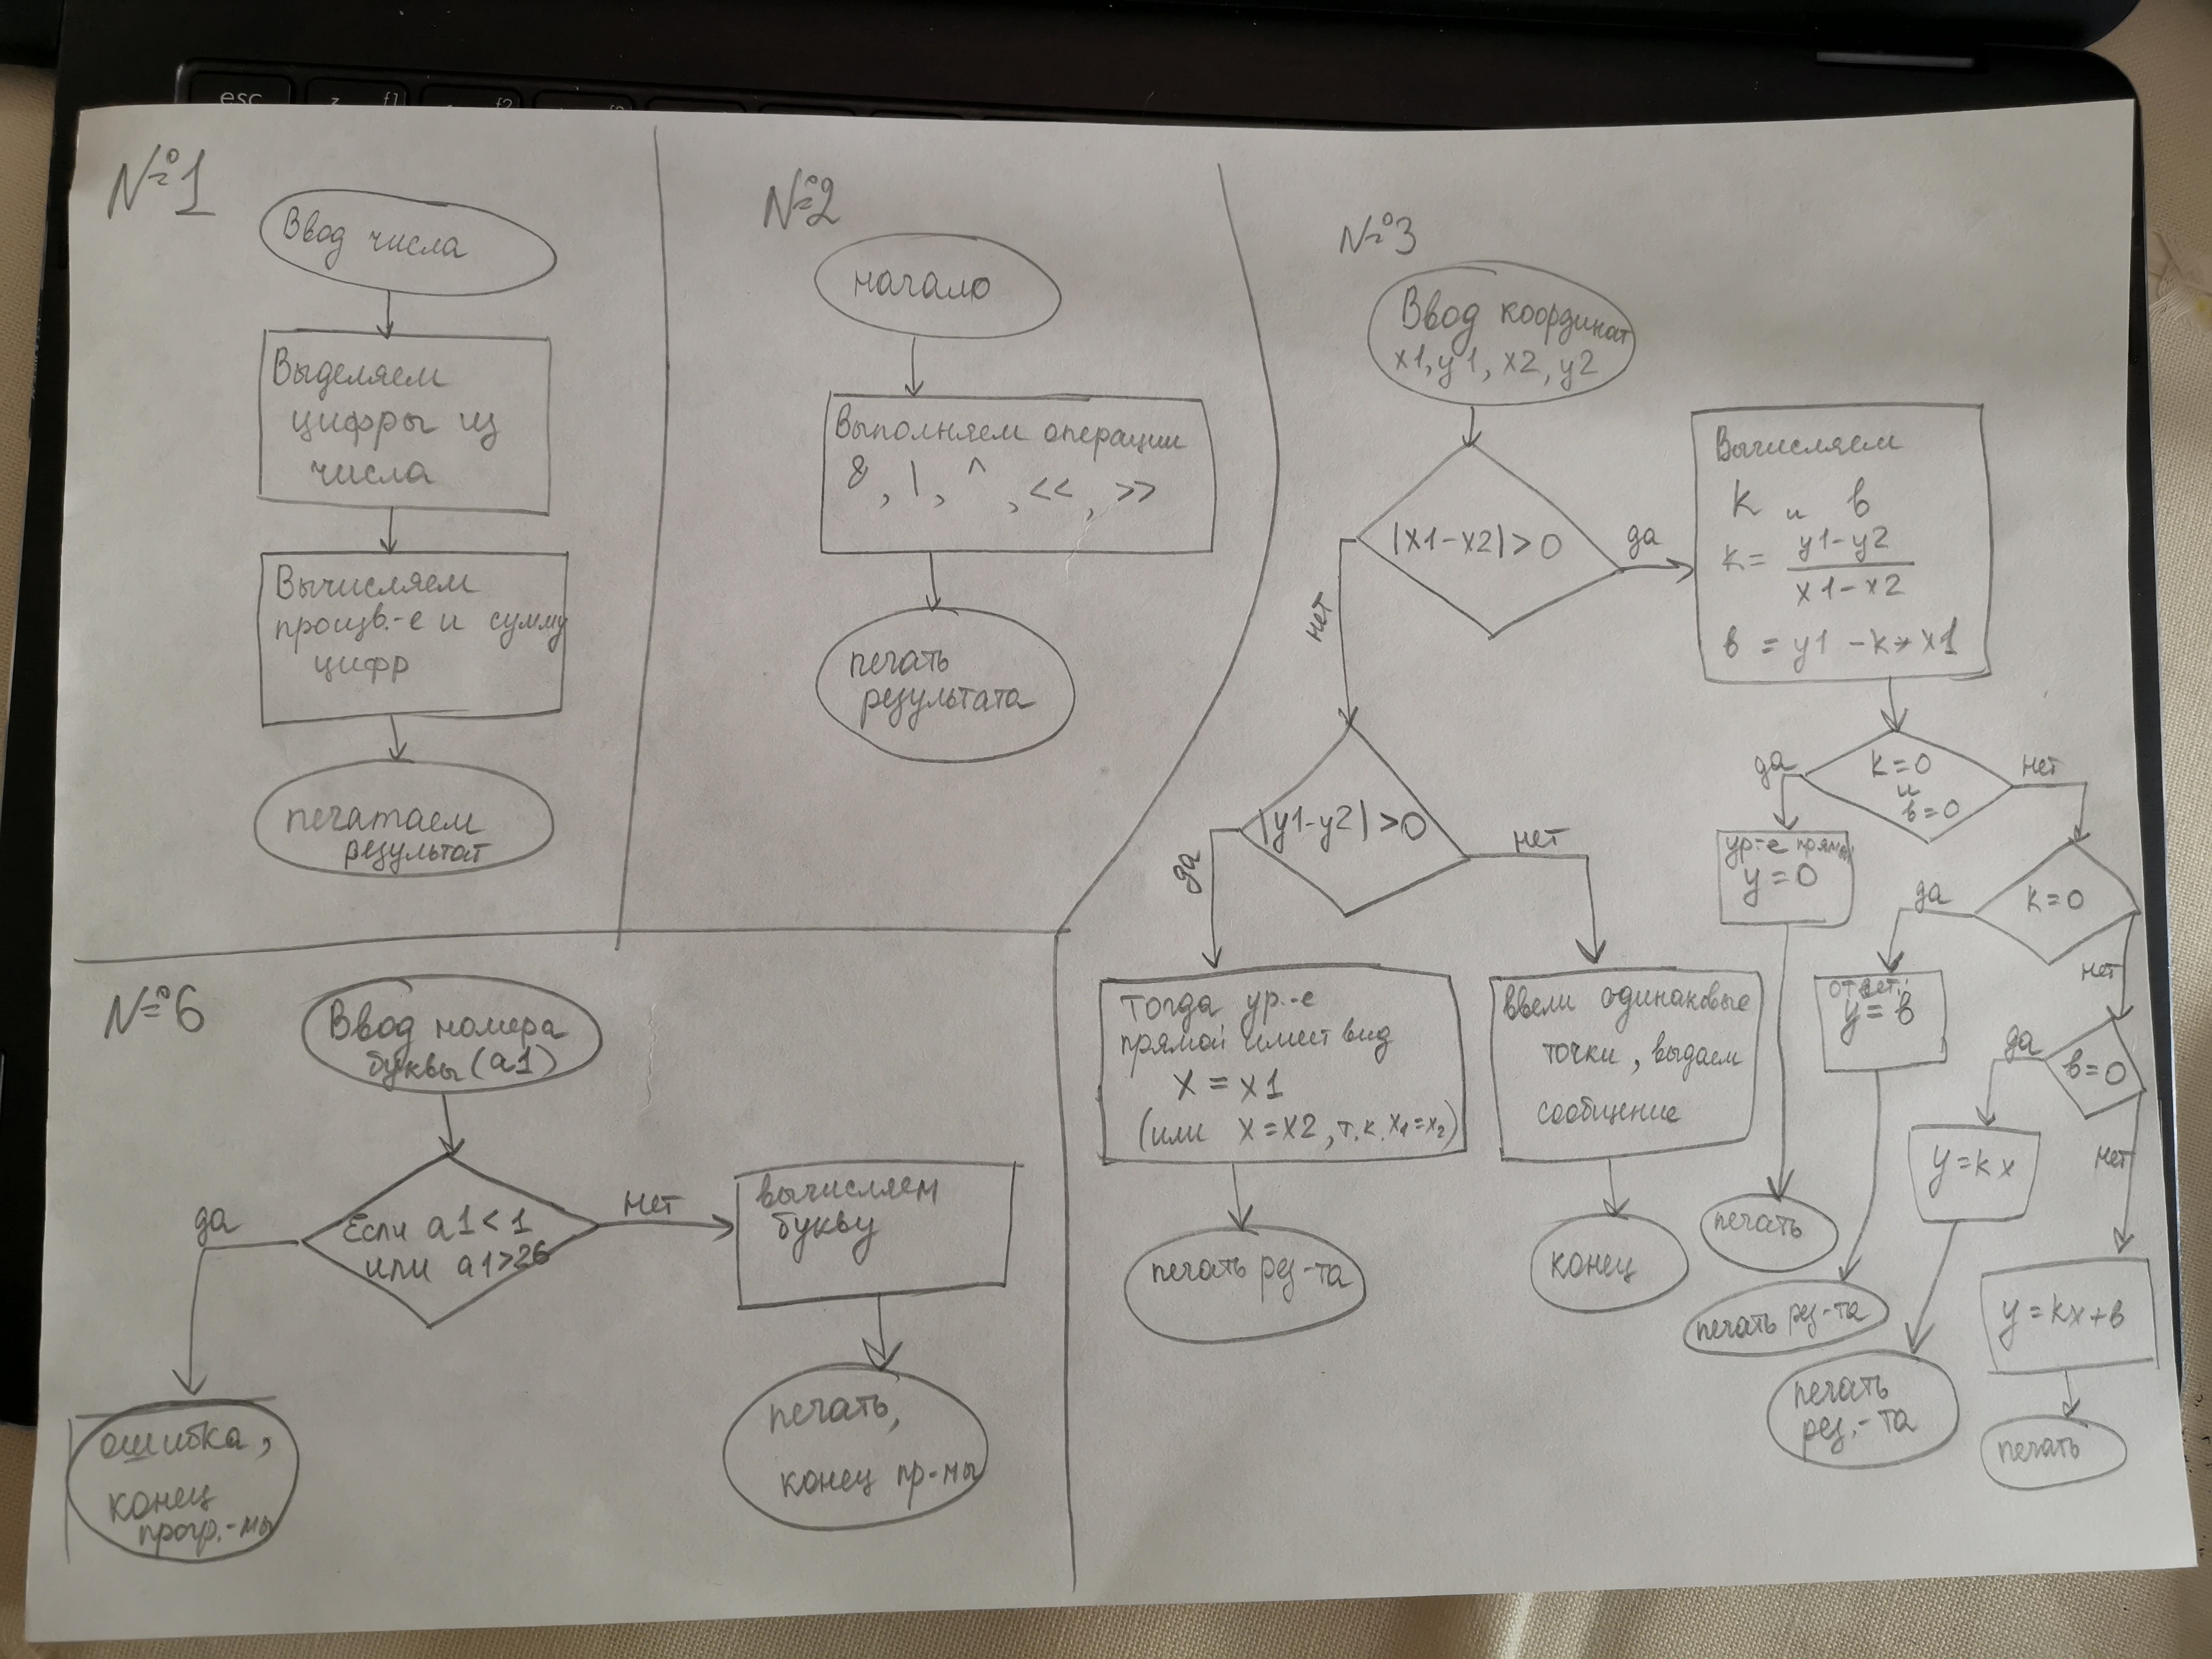 esc
f1
f2
№1
Ввод числа
Выделяем
цифры из
числа
Вычисляем
произв.-е и сумму
цифр
печатаем
результат
№2
начало
Выполняем операции
&, |, ^, <<, >>
печать
результата
№3
Ввод координат
x1, y1, x2, y2
|x1-x2|>0
да
нет
Вычисляем
k и в
k = y1-y2
x1-x2
в = y1 - k * x1
|y1-y2|>0
да
нет
Тогда ур.-е
прямой имеет вид
x = x1
(или x=x2, т.к. x1=x2)
печать рез-та
ввели одинаковые
точки, выдаем
сообщение
конец
k=0
и
в=0
да
нет
ур-е прямой
y=0
печать
k=0
да
нет
ответ:
y=в
печать рез-та
в=0
да
нет
y=kx
печать
рез.-та
y=kx+в
печать
№6
Ввод номера
буквы (a1)
Если a1<1
или a1>26
да
нет
вычисляем
букву
печать,
конец пр-мы
ошибка,
конец
прогр.-мы